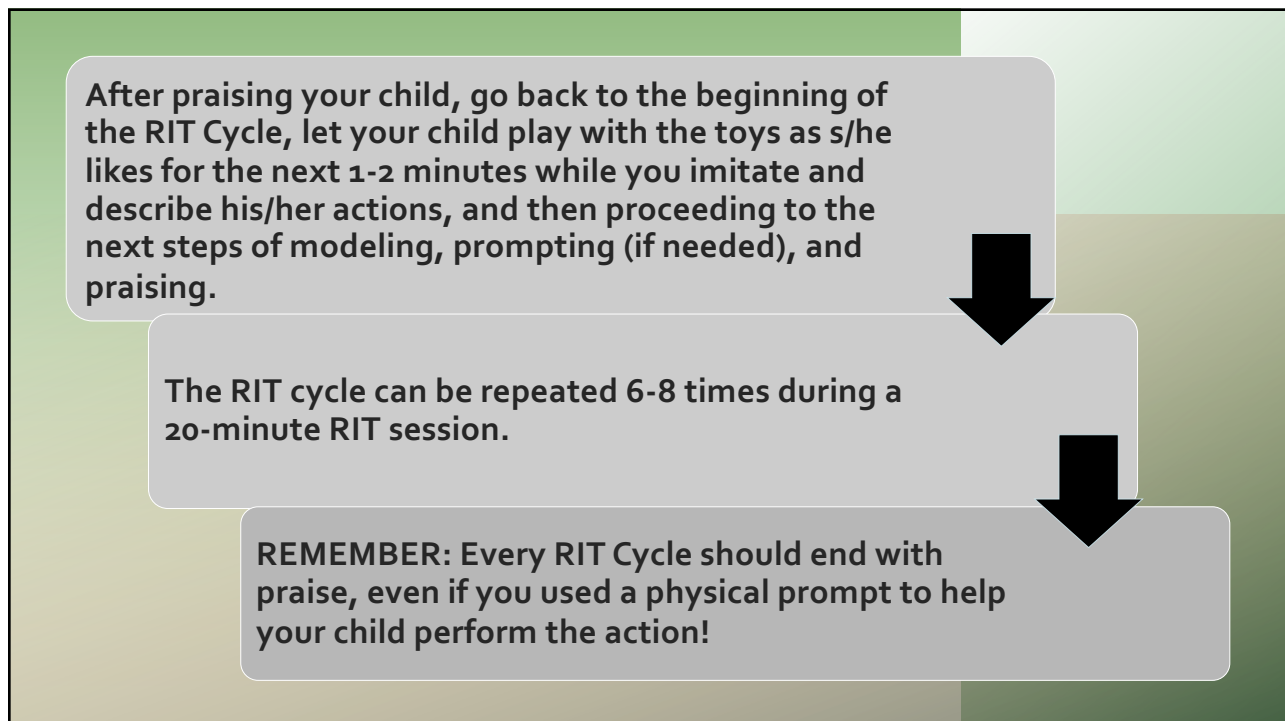 After praising your child, go back to the beginning of
the RIT Cycle, let your child play with the toys as s/he
likes for the next 1-2 minutes while you imitate and
describe his/her actions, and then proceeding to the
next steps of modeling, prompting (if needed), and
praising.
The RIT cycle can be repeated 6-8 times during a
20-minute RIT session.
REMEMBER: Every RIT Cycle should end with
praise, even if you used a physical prompt to help
your child perform the action!